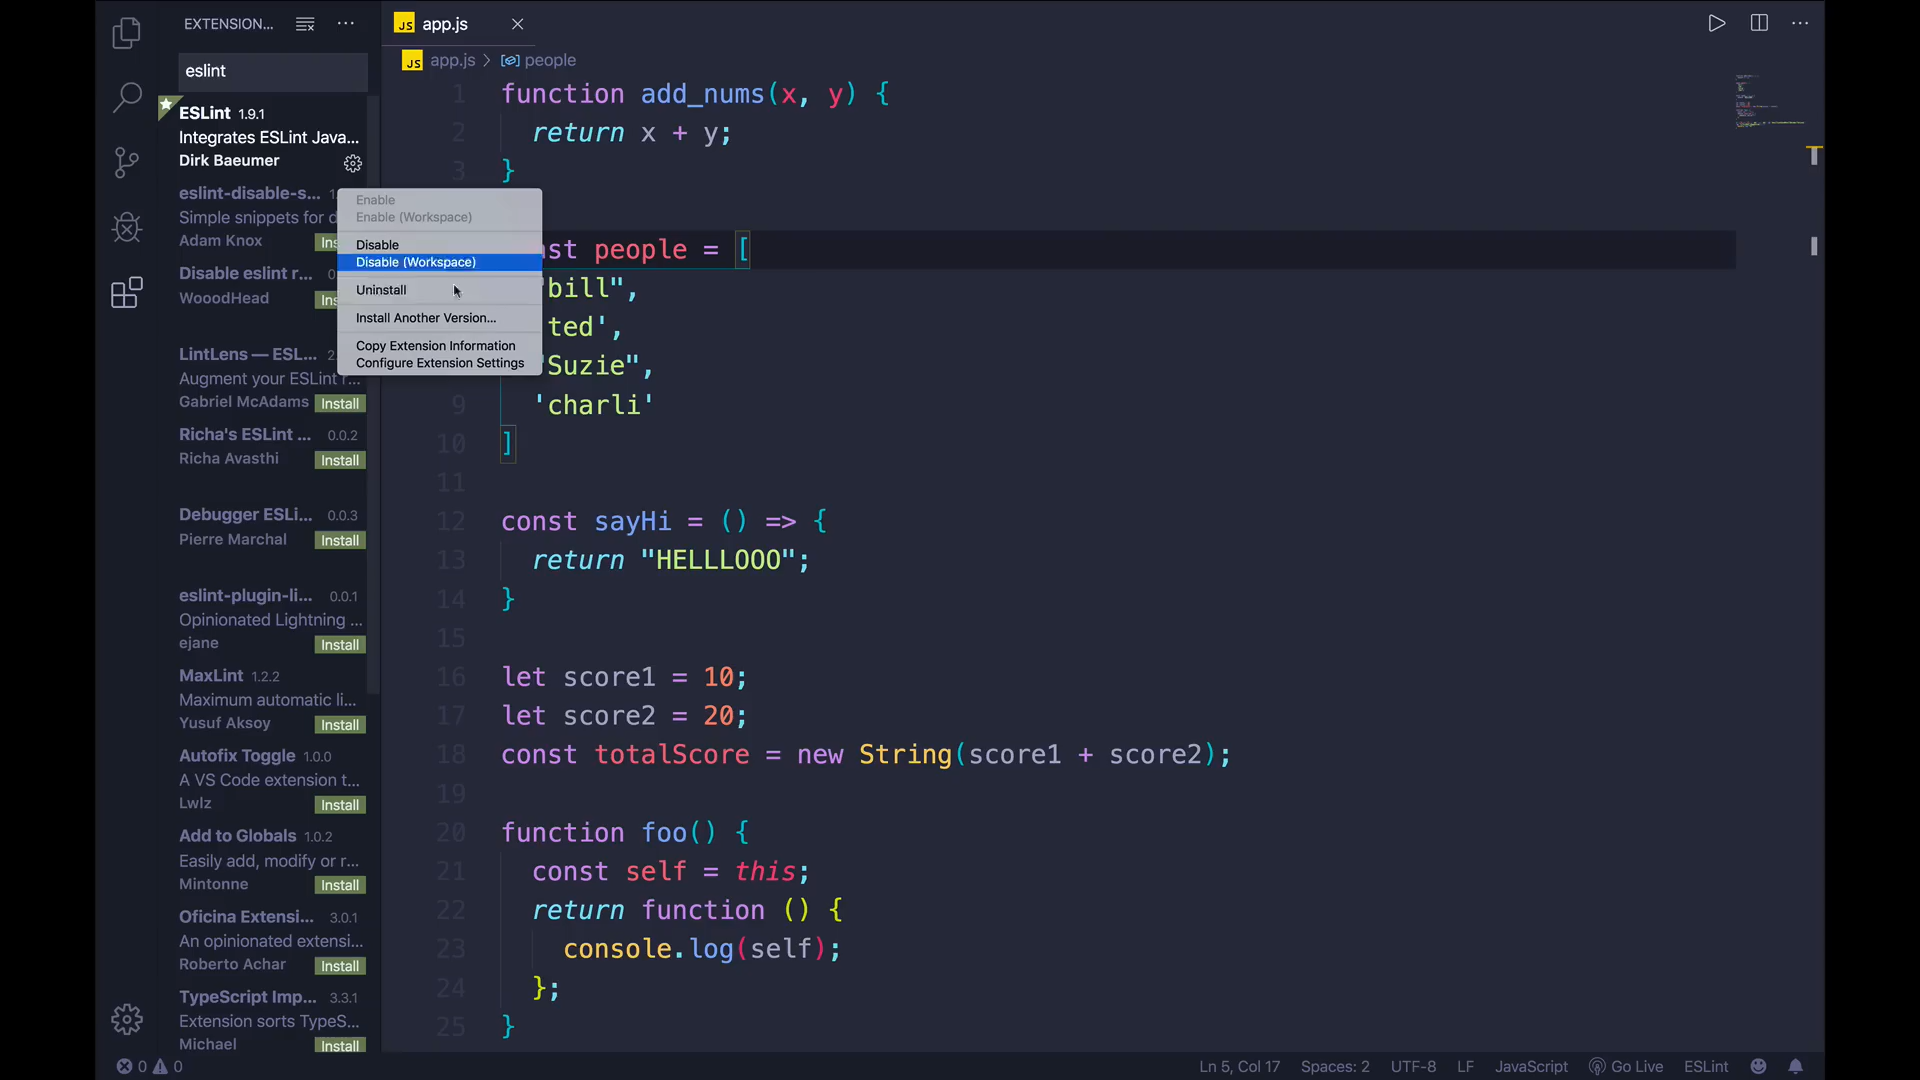 EXTENSION...
eslint
ESLint 1.9.1
Integrates ESLint Java...
Dirk Baeumer
eslint-disable-s...
Simple snippets for d
Adam Knox
Disable eslint r...
WooodHead
LintLens — ESL...
Augment your ESLint r...
Gabriel McAdams Install
Richa's ESLint ... 0.0.2
Richa Avasthi Install
Debugger ESLi... 0.0.3
Pierre Marchal Install
eslint-plugin-li... 0.0.1
Opinionated Lightning ...
ejane Install
MaxLint 1.2.2
Maximum automatic li...
Yusuf Aksoy Install
Autofix Toggle 1.0.0
A VS Code extension t...
Lwlz Install
Add to Globals 1.0.2
Easily add, modify or r...
Mintonne Install
Oficina Extensi... 3.0.1
An opinionated extensi...
Roberto Achar Install
TypeScript Imp... 3.3.1
Extension sorts TypeS...
Michael Install
Enable
Enable (Workspace)
Disable
Disable (Workspace)
Uninstall
Install Another Version...
Copy Extension Information
Configure Extension Settings
JS app.js
JS app.js > people
1 function add_nums(x, y) {
2 return x + y;
3 }
nst people = [
"bill",
ted',
"Suzie",
9 'charli'
10 ]
11
12 const sayHi = () => {
13 return "HELLLOOO";
14 }
15
16 let score1 = 10;
17 let score2 = 20;
18 const totalScore = new String(score1 + score2);
19
20 function foo() {
21 const self = this;
22 return function () {
23 console.log(self);
24 };
25 }
0 0
Ln 5, Col 17 Spaces: 2 UTF-8 LF JavaScript Go Live ESLint